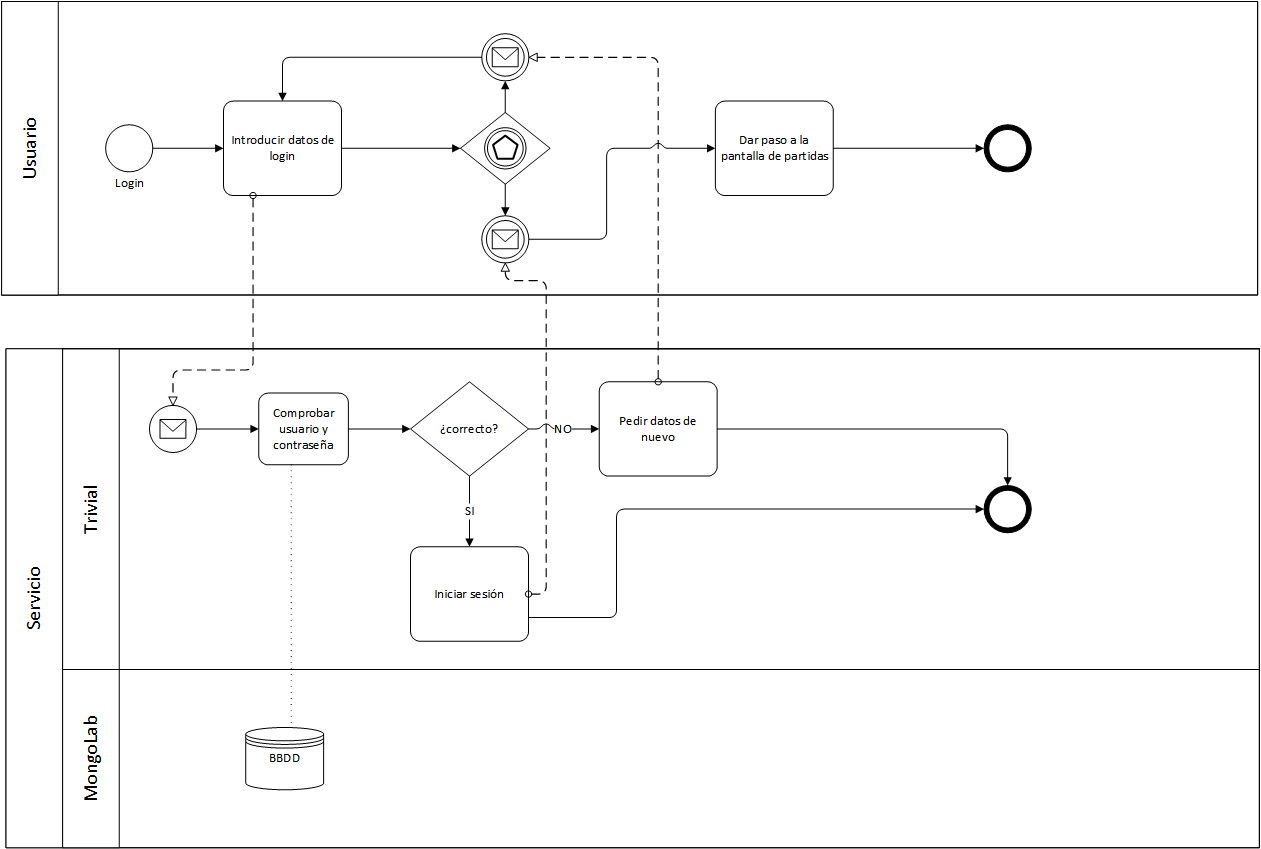 Usuario
Login
Introducir datos de
login
Dar paso a la
pantalla de partidas
Servicio
Trivial
Comprobar
usuario y
contraseña
¿correcto?
NO
Pedir datos de
nuevo
SI
Iniciar sesión
MongoLab
BBDD